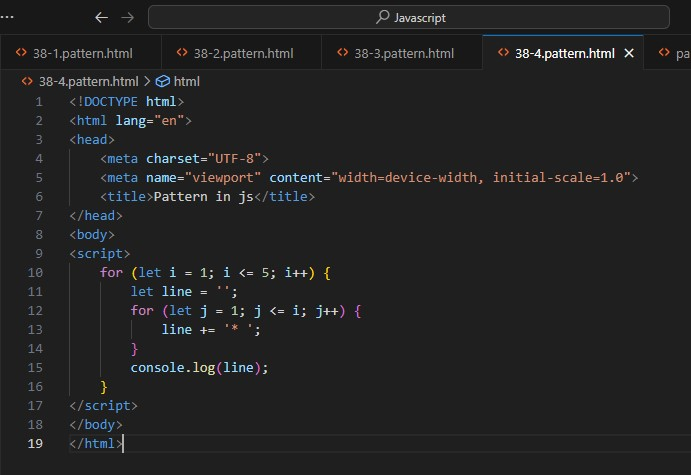 ··· ← → Javascript
<> 38-1.pattern.html <> 38-2.pattern.html <> 38-3.pattern.html <> 38-4.pattern.html × <> pa
<> 38-4.pattern.html > html
1 <!DOCTYPE html>
2 <html lang="en">
3 <head>
4     <meta charset="UTF-8">
5     <meta name="viewport" content="width=device-width, initial-scale=1.0">
6     <title>Pattern in js</title>
7 </head>
8 <body>
9 <script>
10     for (let i = 1; i <= 5; i++) {
11         let line = '';
12         for (let j = 1; j <= i; j++) {
13             line += '* ';
14         }
15         console.log(line);
16     }
17 </script>
18 </body>
19 </html>